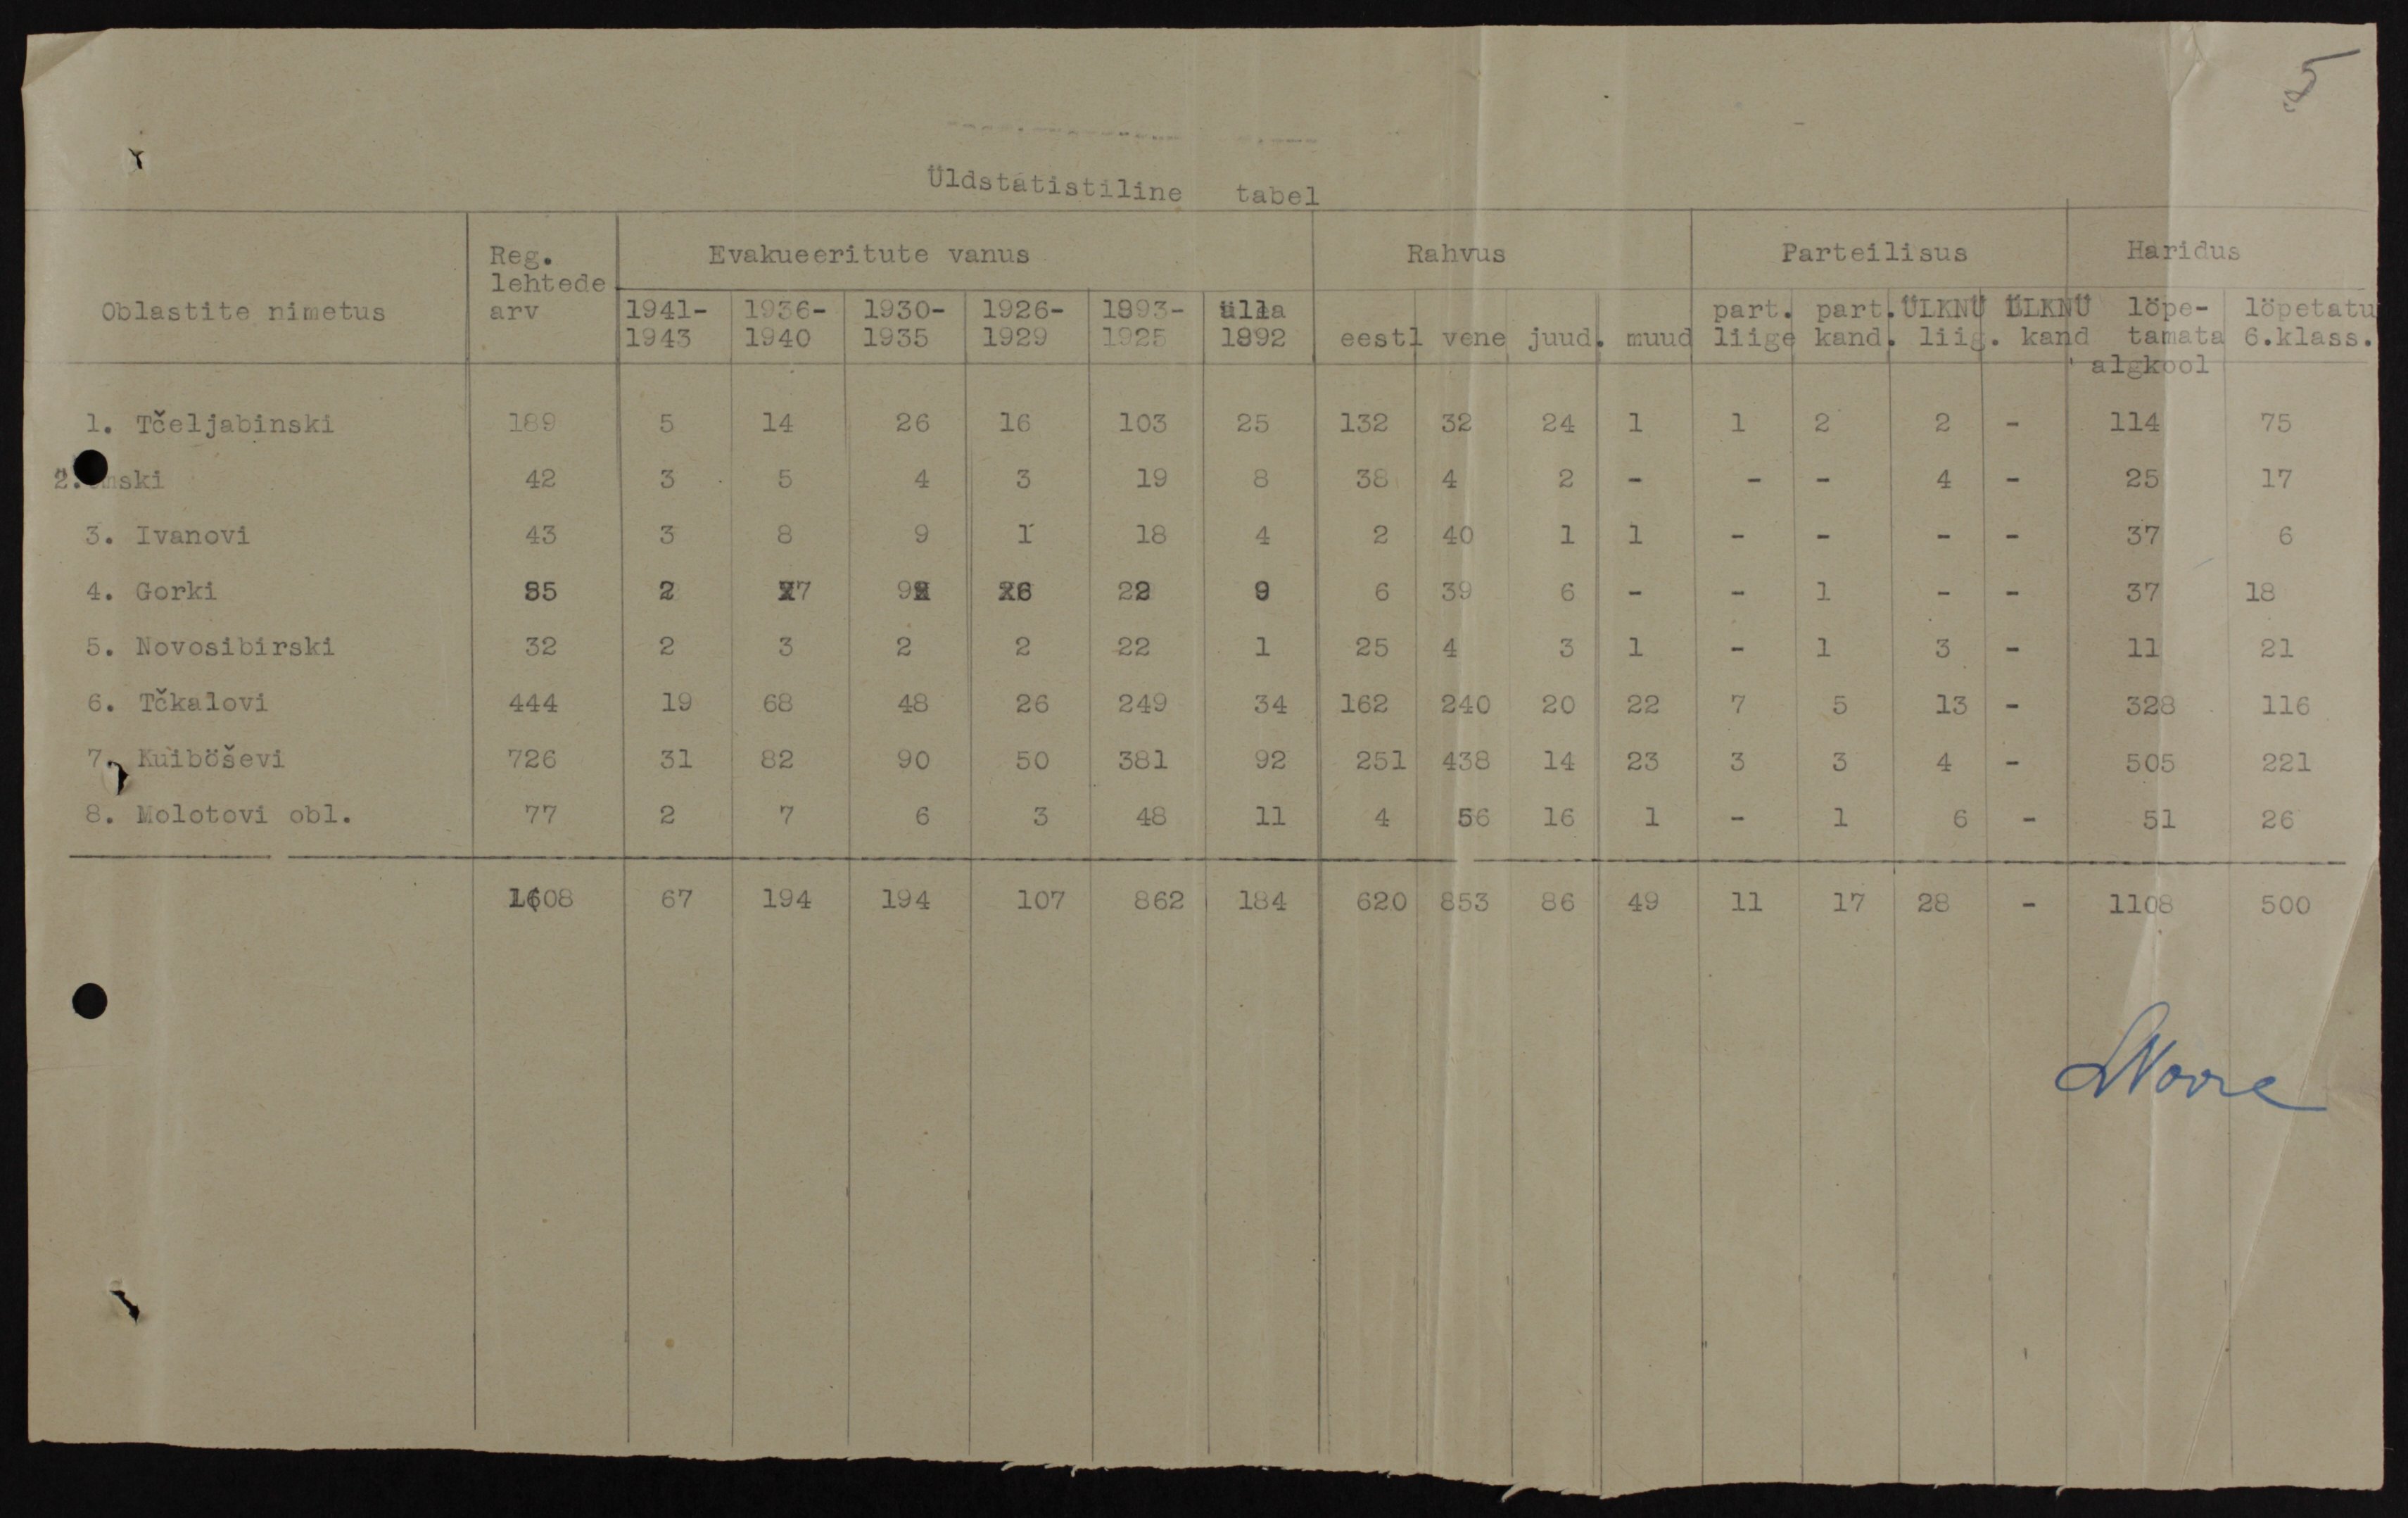 5
Üldstatistiline tabel
Oblastite nimetus
Reg. lehtede arv
Evakueeritute vanus
Rahvus
Parteilisus
Haridus
1941-1943 1936-1940 1930-1935 1926-1929 1893-1925 1892 eesti vene juud. muud part. liige part. kand. ÜLKNÜ liig. ÜLKNÜ kand löpe-tamata algkool löpetatu 6.klass.
1. Tčeljabinski 189 5 14 26 16 103 25 132 32 24 1 1 2 2 - 114 75
2. 42 3 5 4 3 19 8 38 4 2 - - - 4 - 25 17
3. Ivanovi 43 3 8 9 1 18 4 2 40 1 1 - - - - 37 6
4. Gorki 2 7 9 6 22 9 6 39 6 - - 1 - - 37 18
5. Novosibirski 32 2 3 2 2 22 1 25 4 3 1 - 1 3 - 11 21
6. Tčkalovi 444 19 68 48 26 249 34 162 240 20 22 7 5 13 - 328 116
7. Kuiböševi 726 31 82 90 50 381 92 251 438 14 23 3 3 4 - 505 221
8. Molotovi obl. 77 2 7 6 3 48 11 4 56 16 1 - 1 6 - 51 26
1608 67 194 194 107 862 184 620 853 86 49 11 17 28 - 1108 500